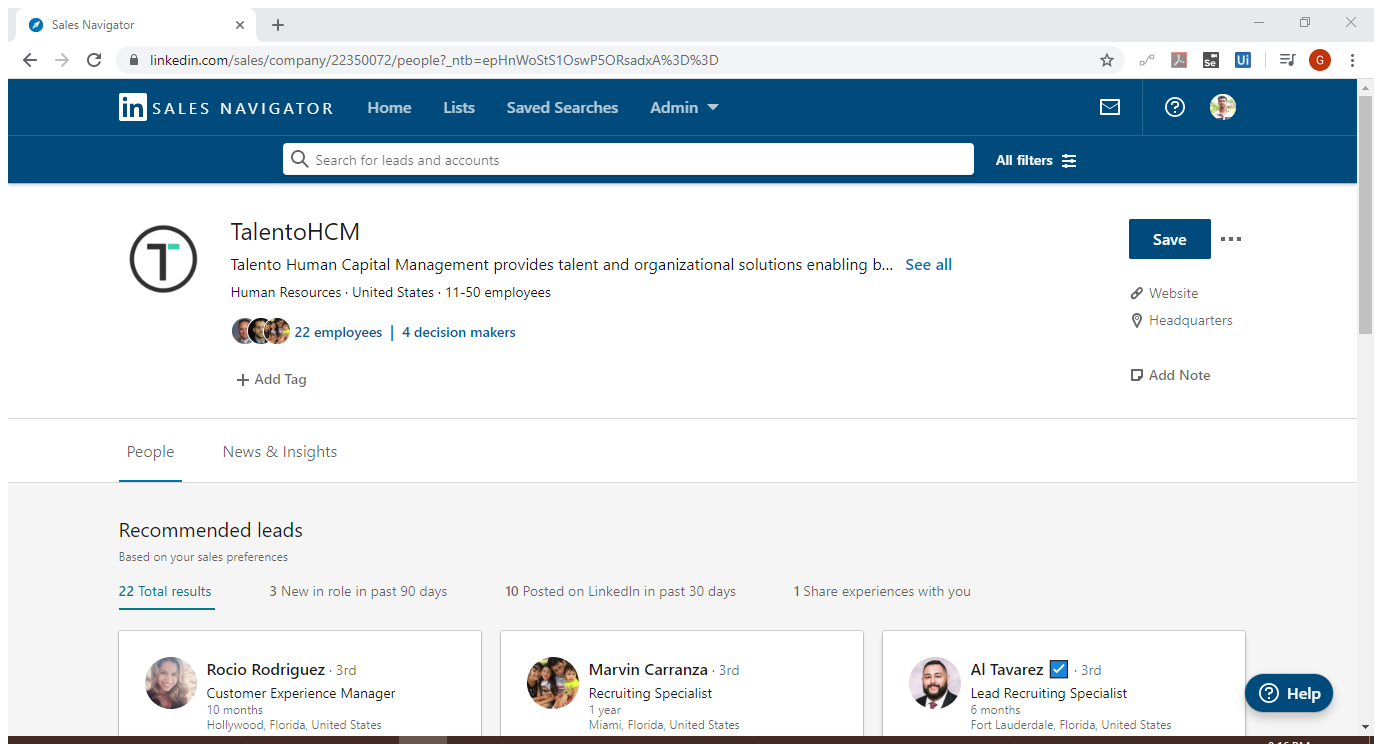 Sales Navigator
linkedin.com/sales/company/22350072/people?_ntb=epHnWoStS1OswP5ORsadxA%3D%3D
Se
Ui
G
in SALES NAVIGATOR Home Lists Saved Searches Admin
Search for leads and accounts All filters
TalentoHCM
Save
Talento Human Capital Management provides talent and organizational solutions enabling b... See all
Human Resources · United States · 11-50 employees
Website
Headquarters
22 employees | 4 decision makers
+ Add Tag
Add Note
People News & Insights
Recommended leads
Based on your sales preferences
22 Total results 3 New in role in past 90 days 10 Posted on LinkedIn in past 30 days 1 Share experiences with you
Rocio Rodriguez · 3rd
Customer Experience Manager
10 months
Hollywood, Florida, United States
Marvin Carranza · 3rd
Recruiting Specialist
1 year
Miami, Florida, United States
Al Tavarez · 3rd
Lead Recruiting Specialist
6 months
Fort Lauderdale, Florida, United States
Help